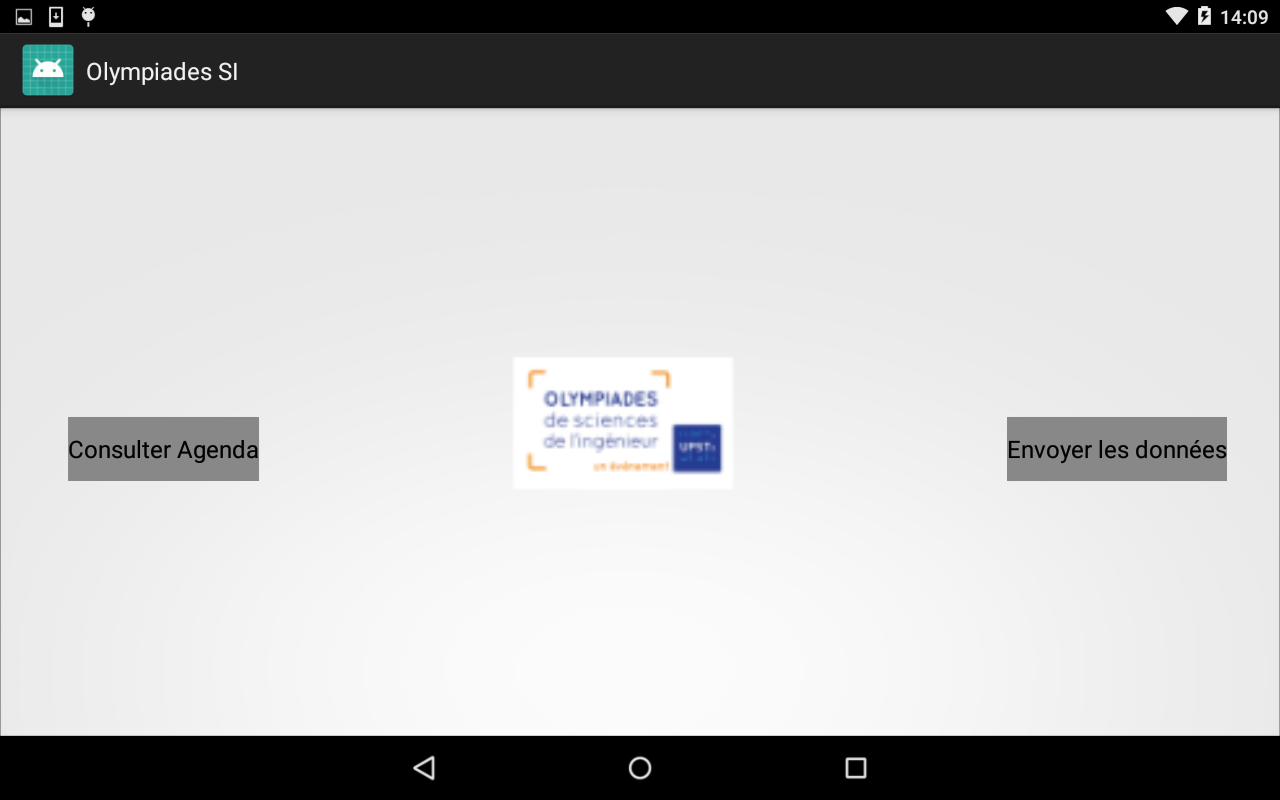 14:09
Olympiades SI
OLYMPIADES
de sciences
de l'ingénieur
UPSTI
un événement
Consulter Agenda
Envoyer les données